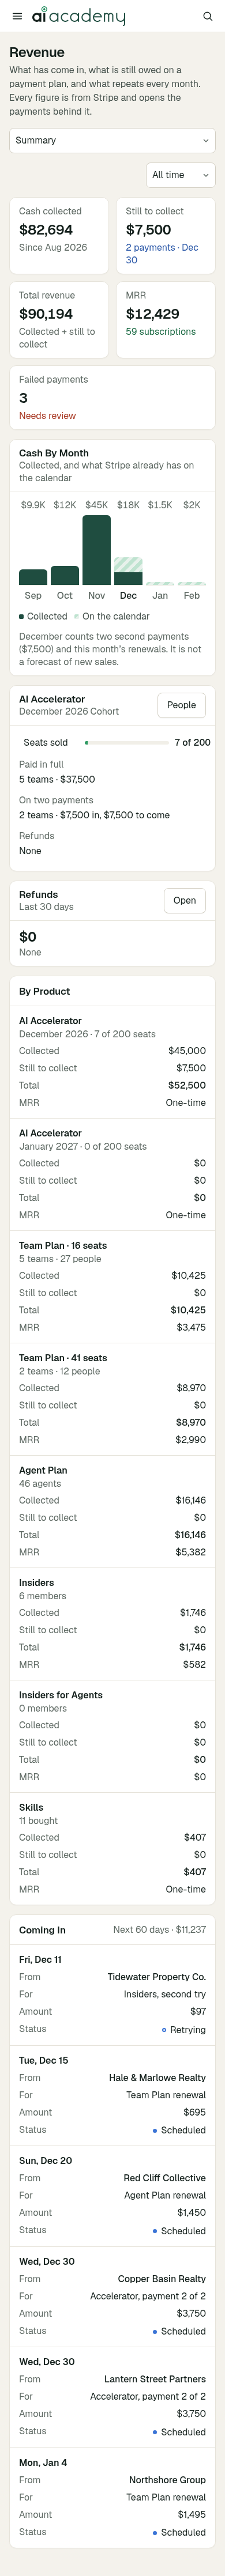 ai academy
Revenue
What has come in, what is still owed on a
payment plan, and what repeats every month.
Every figure is from Stripe and opens the
payments behind it.
Summary
All time
Cash collected
$82,694
Since Aug 2026
Still to collect
$7,500
2 payments · Dec
30
Total revenue
$90,194
Collected + still to
collect
MRR
$12,429
59 subscriptions
Failed payments
3
Needs review
Cash By Month
Collected, and what Stripe already has on
the calendar
$9.9K $12K $45K $18K $1.5K $2K
Sep Oct Nov Dec Jan Feb
Collected On the calendar
December counts two second payments
($7,500) and this month's renewals. It is not
a forecast of new sales.
AI Accelerator
December 2026 Cohort
People
Seats sold 7 of 200
Paid in full
5 teams · $37,500
On two payments
2 teams · $7,500 in, $7,500 to come
Refunds
None
Refunds
Last 30 days
Open
$0
None
By Product
AI Accelerator
December 2026 · 7 of 200 seats
Collected $45,000
Still to collect $7,500
Total $52,500
MRR One-time
AI Accelerator
January 2027 · 0 of 200 seats
Collected $0
Still to collect $0
Total $0
MRR One-time
Team Plan · 16 seats
5 teams · 27 people
Collected $10,425
Still to collect $0
Total $10,425
MRR $3,475
Team Plan · 41 seats
2 teams · 12 people
Collected $8,970
Still to collect $0
Total $8,970
MRR $2,990
Agent Plan
46 agents
Collected $16,146
Still to collect $0
Total $16,146
MRR $5,382
Insiders
6 members
Collected $1,746
Still to collect $0
Total $1,746
MRR $582
Insiders for Agents
0 members
Collected $0
Still to collect $0
Total $0
MRR $0
Skills
11 bought
Collected $407
Still to collect $0
Total $407
MRR One-time
Coming In Next 60 days · $11,237
Fri, Dec 11
From Tidewater Property Co.
For Insiders, second try
Amount $97
Status Retrying
Tue, Dec 15
From Hale & Marlowe Realty
For Team Plan renewal
Amount $695
Status Scheduled
Sun, Dec 20
From Red Cliff Collective
For Agent Plan renewal
Amount $1,450
Status Scheduled
Wed, Dec 30
From Copper Basin Realty
For Accelerator, payment 2 of 2
Amount $3,750
Status Scheduled
Wed, Dec 30
From Lantern Street Partners
For Accelerator, payment 2 of 2
Amount $3,750
Status Scheduled
Mon, Jan 4
From Northshore Group
For Team Plan renewal
Amount $1,495
Status Scheduled